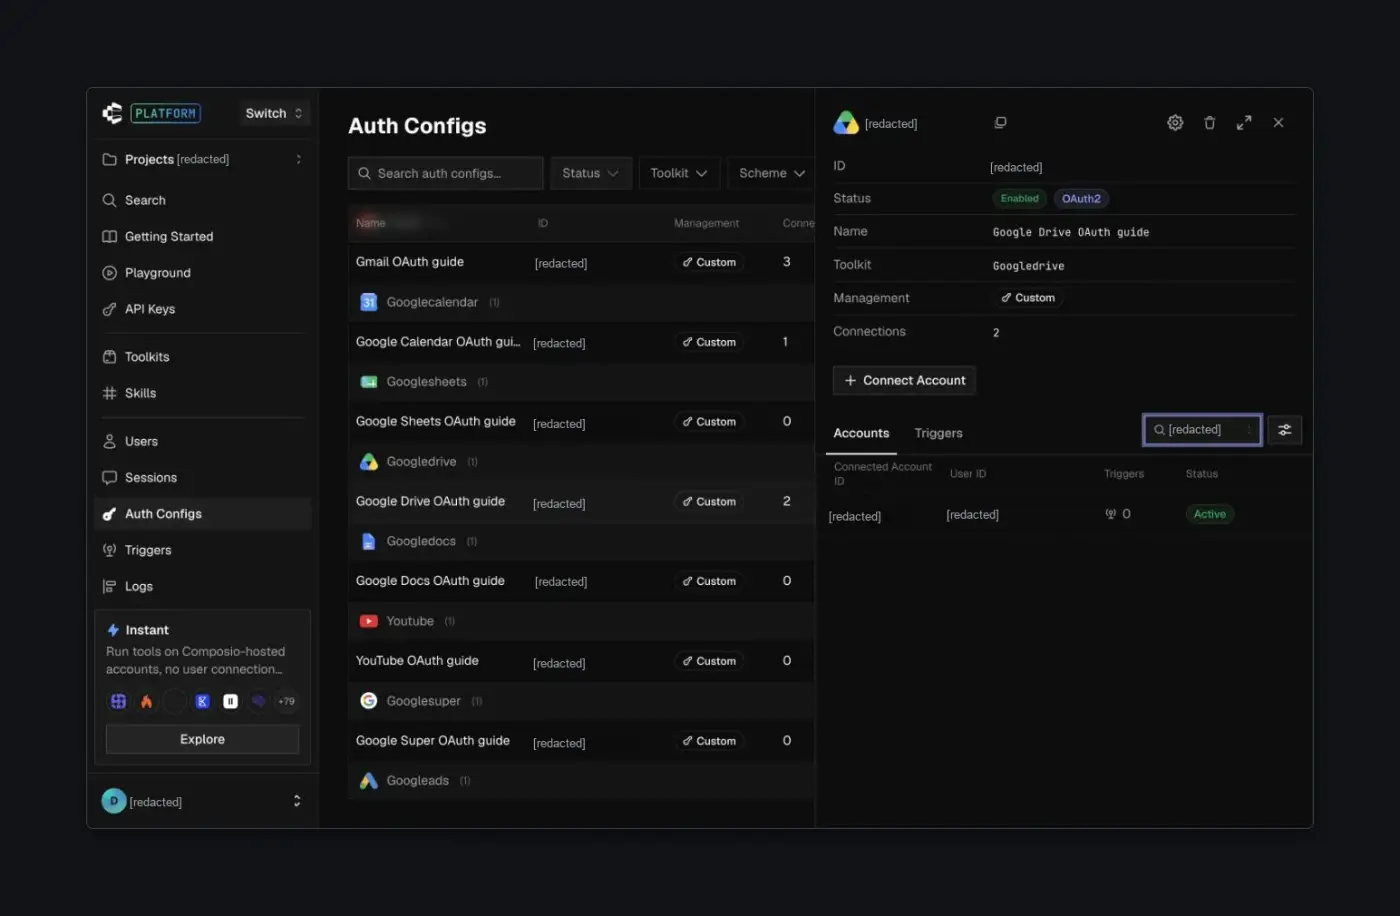 PLATFORM
Switch
Projects [redacted]
Search
Getting Started
Playground
API Keys
Toolkits
Skills
Users
Sessions
Auth Configs
Triggers
Logs
Instant
Run tools on Composio-hosted
accounts, no user connection...
+79
Explore
D [redacted]
Auth Configs
Search auth configs...
Status
Toolkit
Scheme
Name ID Management Conne
Gmail OAuth guide [redacted] Custom 3
31 Googlecalendar (1)
Google Calendar OAuth gui... [redacted] Custom 1
Googlesheets (1)
Google Sheets OAuth guide [redacted] Custom 0
Googledrive (1)
Google Drive OAuth guide [redacted] Custom 2
Googledocs (1)
Google Docs OAuth guide [redacted] Custom 0
Youtube (1)
YouTube OAuth guide [redacted] Custom 0
Googlesuper (1)
Google Super OAuth guide [redacted] Custom 0
Googleads (1)
[redacted]
ID [redacted]
Status Enabled OAuth2
Name Google Drive OAuth guide
Toolkit Googledrive
Management Custom
Connections 2
+ Connect Account
Accounts Triggers [redacted]
Connected Account
ID
User ID Triggers Status
[redacted] [redacted] 0 Active